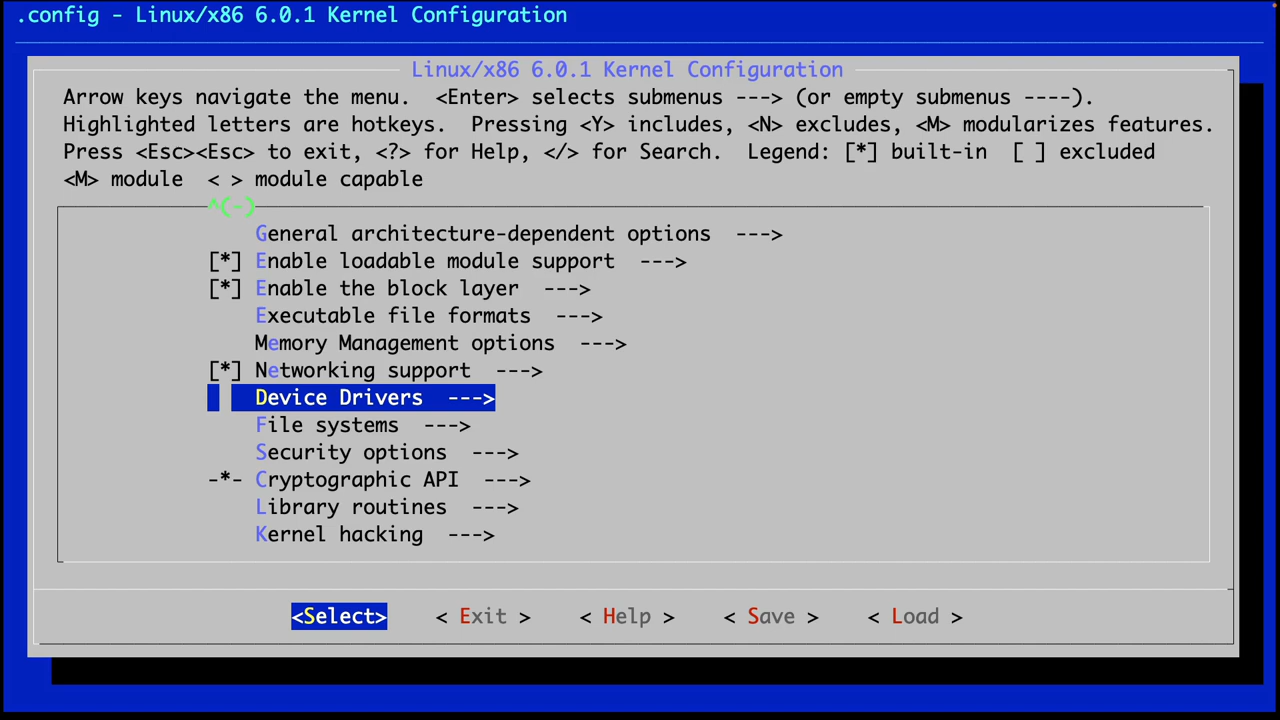 .config - Linux/x86 6.0.1 Kernel Configuration
Linux/x86 6.0.1 Kernel Configuration
Arrow keys navigate the menu.  <Enter> selects submenus ---> (or empty submenus ----).
Highlighted letters are hotkeys.  Pressing <Y> includes, <N> excludes, <M> modularizes features.
Press <Esc><Esc> to exit, <?> for Help, </> for Search.  Legend: [*] built-in  [ ] excluded
<M> module  < > module capable
^(-)
General architecture-dependent options  --->
[*] Enable loadable module support  --->
[*] Enable the block layer  --->
Executable file formats  --->
Memory Management options  --->
[*] Networking support  --->
Device Drivers  --->
File systems  --->
Security options  --->
-*- Cryptographic API  --->
Library routines  --->
Kernel hacking  --->
<Select>    < Exit >    < Help >    < Save >    < Load >